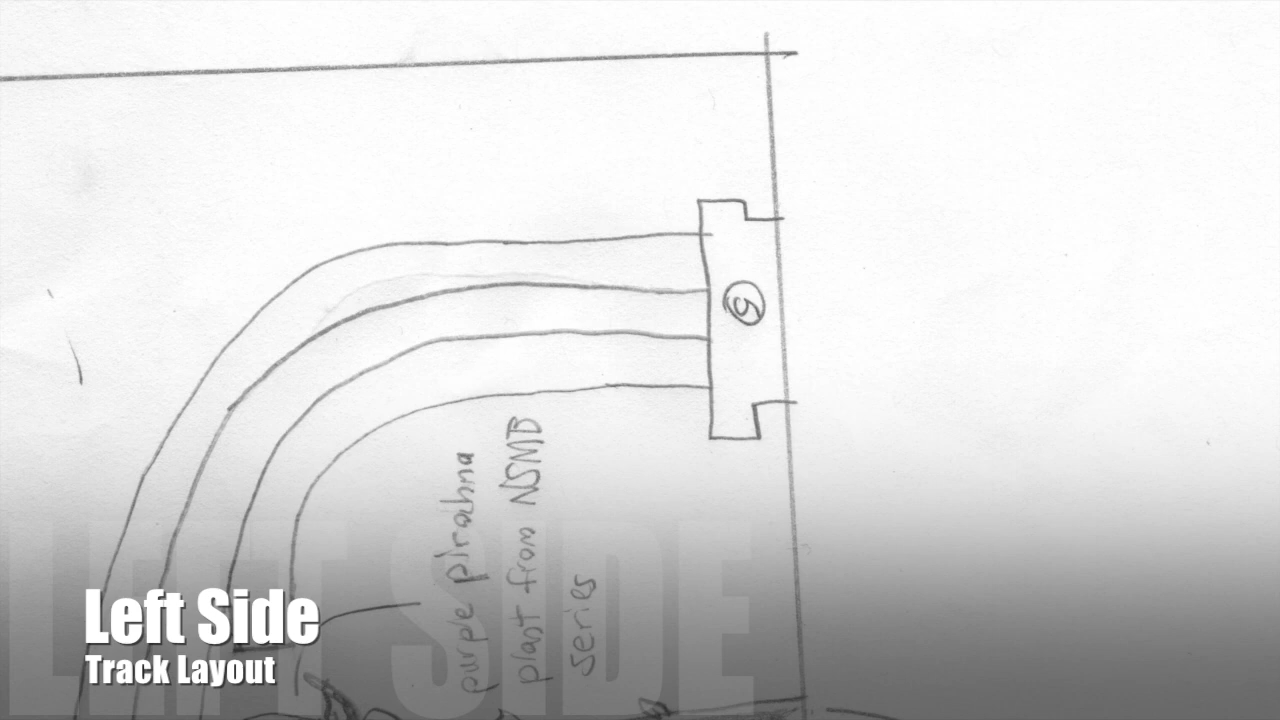 purple pirahna
plant from NSMB
series
LEFT SIDE
Left Side
Track Layout